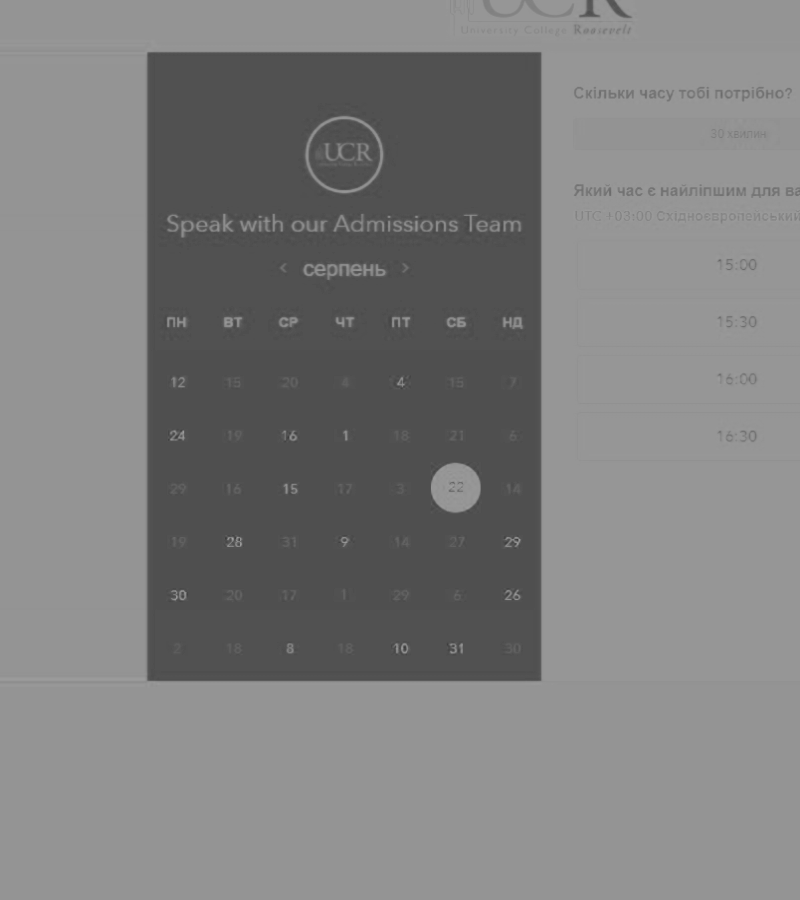 UCR
University College Roosevelt
UCR
Speak with our Admissions Team
< серпень >
ПН ВТ СР ЧТ ПТ СБ НД
12 15 20 4 4 15 7
24 19 16 1 18 21 6
29 16 15 17 3 22 14
19 28 31 9 14 27 29
30 20 17 1 29 6 26
2 18 8 18 10 31 30
Скільки часу тобі потрібно?
30 хвилин
Який час є найліпшим для ва
UTC +03:00 Східноєвропейський
15:00
15:30
16:00
16:30